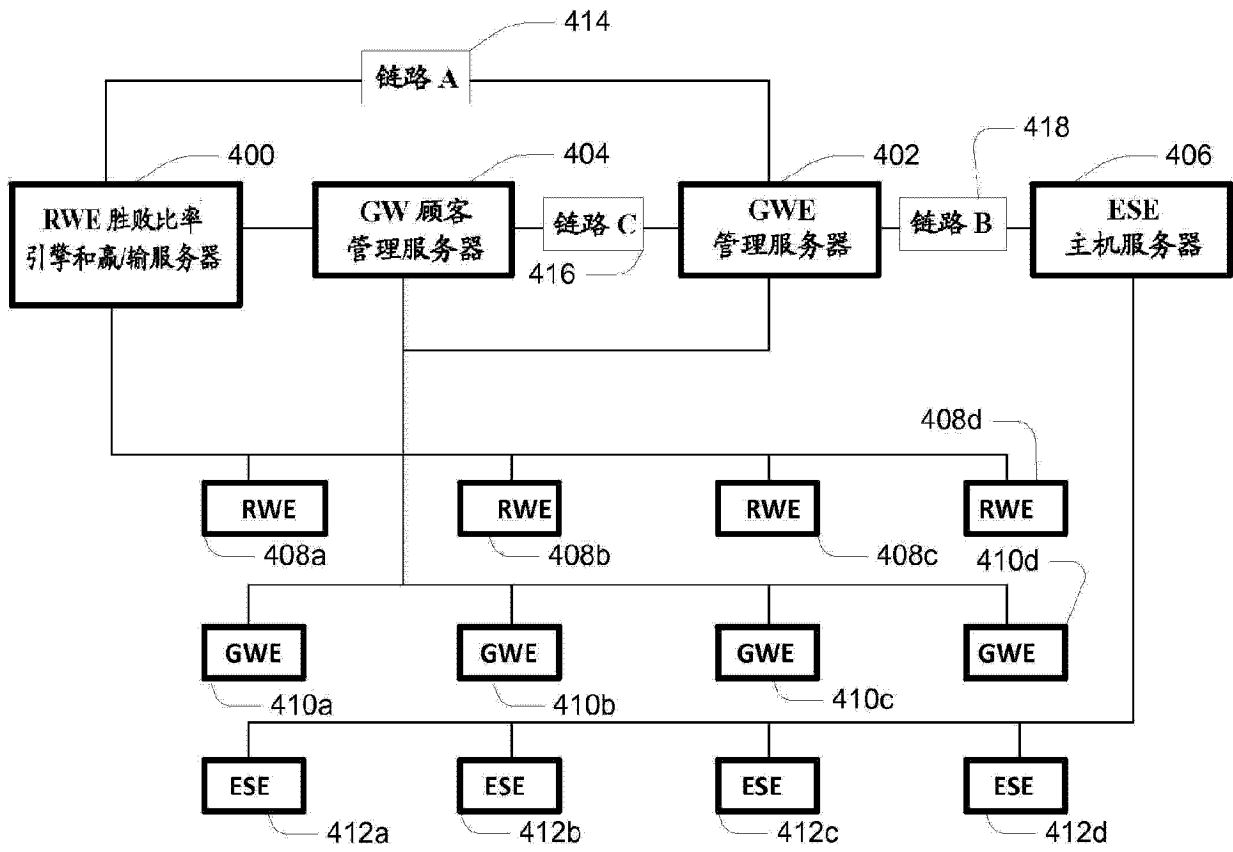 414
链路 A
418
400
404
402
406
RWE 胜败比率
引擎和赢/输服务器
GW 顾客
管理服务器
链路 C
416
GWE
管理服务器
链路 B
ESE
主机服务器
408d
RWE
RWE
RWE
RWE
408a
408b
408c
410d
GWE
GWE
GWE
GWE
410a
410b
410c
ESE
ESE
ESE
ESE
412a
412b
412c
412d